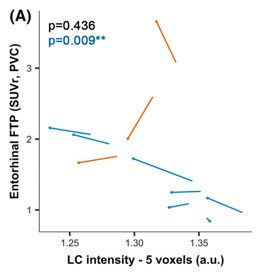 (A)
p=0.436
p=0.009**
Entorhinal FTP (SUVr, PVC)
3
2
1
1.25
1.30
1.35
LC intensity - 5 voxels (a.u.)